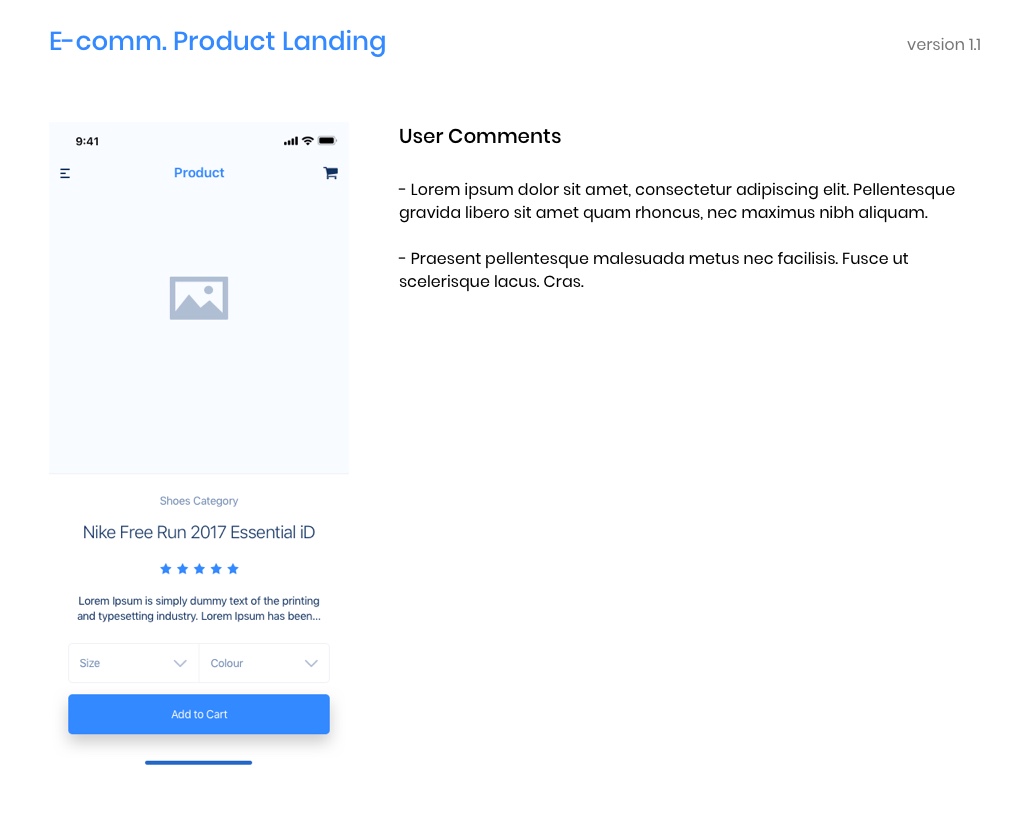 E-comm. Product Landing
version 1.1
9:41
Product
User Comments
- Lorem ipsum dolor sit amet, consectetur adipiscing elit. Pellentesque
gravida libero sit amet quam rhoncus, nec maximus nibh aliquam.
- Praesent pellentesque malesuada metus nec facilisis. Fusce ut
scelerisque lacus. Cras.
Shoes Category
Nike Free Run 2017 Essential iD
Lorem Ipsum is simply dummy text of the printing
and typesetting industry. Lorem Ipsum has been...
Size
Colour
Add to Cart